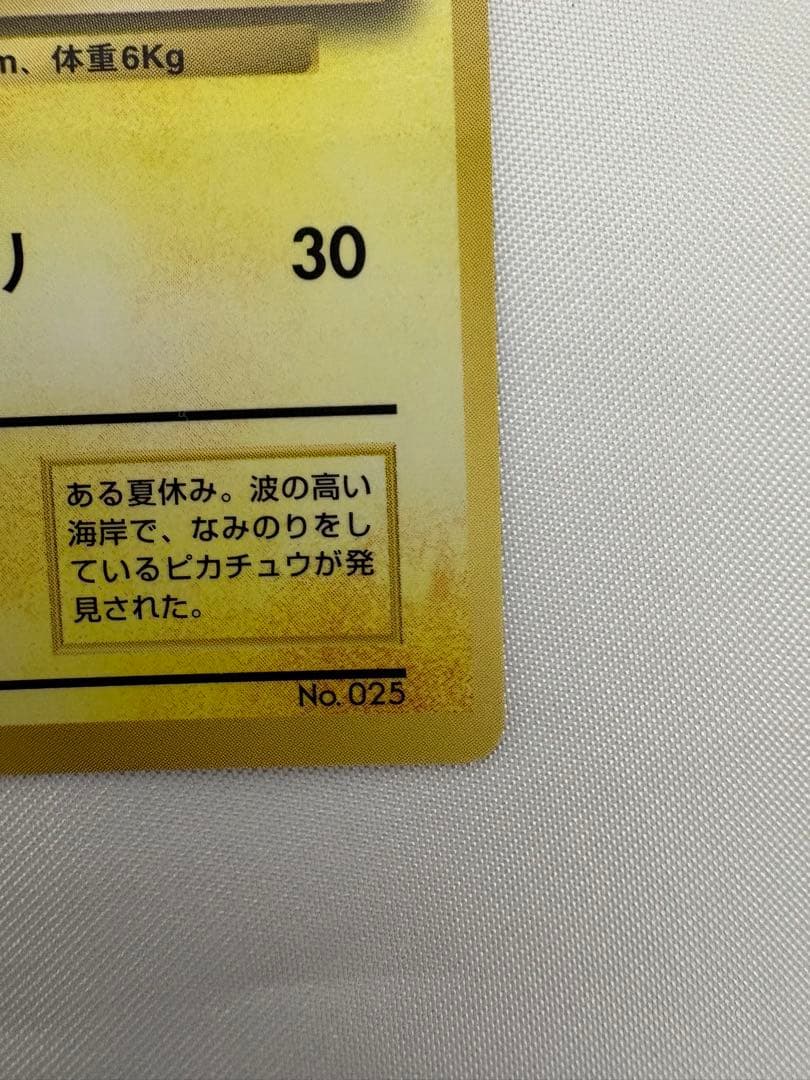 m、体重6Kg
り 30
ある夏休み。波の高い
海岸で、なみのりをし
ているピカチュウが発
見された。
No. 025